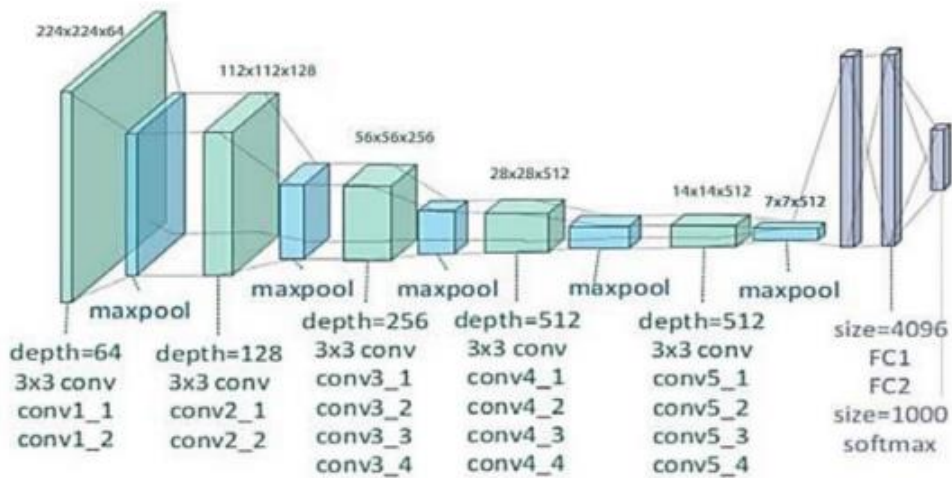 224x224x64
112x112x128
56x56x256
28x28x512
14x14x512
7x7x512
maxpool
maxpool
maxpool
maxpool
maxpool
depth=64
3x3 conv
conv1_1
conv1_2
depth=128
3x3 conv
conv2_1
conv2_2
depth=256
3x3 conv
conv3_1
conv3_2
conv3_3
conv3_4
depth=512
3x3 conv
conv4_1
conv4_2
conv4_3
conv4_4
depth=512
3x3 conv
conv5_1
conv5_2
conv5_3
conv5_4
size=4096
FC1
FC2
size=1000
softmax